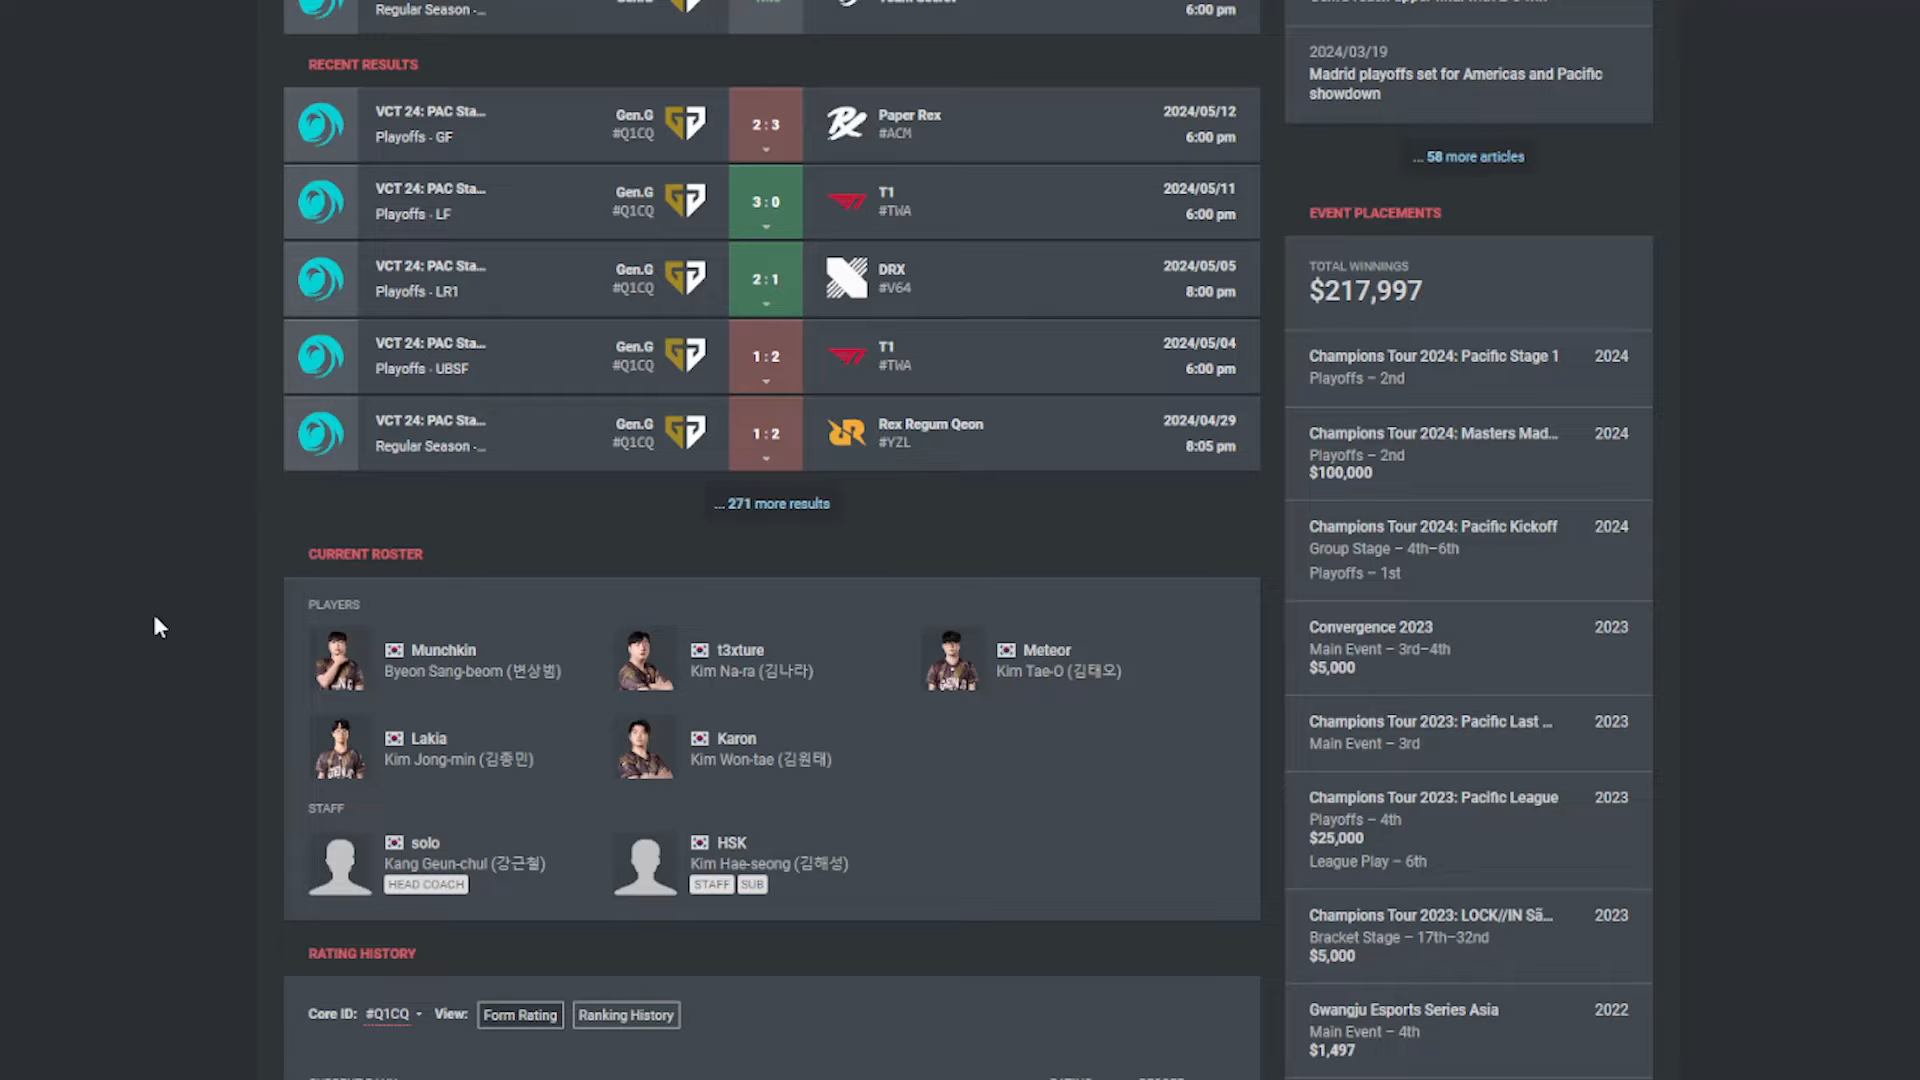 Regular Season -...
6:00 pm
RECENT RESULTS
VCT 24: PAC Sta...
Playoffs - GF
Gen.G
#Q1CQ
2 : 3
Paper Rex
#ACM
2024/05/12
6:00 pm
VCT 24: PAC Sta...
Playoffs - LF
Gen.G
#Q1CQ
3 : 0
T1
#TWA
2024/05/11
6:00 pm
VCT 24: PAC Sta...
Playoffs - LR1
Gen.G
#Q1CQ
2 : 1
DRX
#V64
2024/05/05
8:00 pm
VCT 24: PAC Sta...
Playoffs - UBSF
Gen.G
#Q1CQ
1 : 2
T1
#TWA
2024/05/04
6:00 pm
VCT 24: PAC Sta...
Regular Season -...
Gen.G
#Q1CQ
1 : 2
Rex Regum Qeon
#YZL
2024/04/29
8:05 pm
... 271 more results
CURRENT ROSTER
PLAYERS
Munchkin
Byeon Sang-beom (변상범)
t3xture
Kim Na-ra (김나라)
Meteor
Kim Tae-O (김태오)
Lakia
Kim Jong-min (김종민)
Karon
Kim Won-tae (김원태)
STAFF
solo
Kang Geun-chul (강근철)
HEAD COACH
HSK
Kim Hae-seong (김해성)
STAFF SUB
RATING HISTORY
Core ID: #Q1CQ View: Form Rating Ranking History
2024/03/19
Madrid playoffs set for Americas and Pacific
showdown
... 58 more articles
EVENT PLACEMENTS
TOTAL WINNINGS
$217,997
Champions Tour 2024: Pacific Stage 1 2024
Playoffs – 2nd
Champions Tour 2024: Masters Mad... 2024
Playoffs – 2nd
$100,000
Champions Tour 2024: Pacific Kickoff 2024
Group Stage – 4th–6th
Playoffs – 1st
Convergence 2023 2023
Main Event – 3rd–4th
$5,000
Champions Tour 2023: Pacific Last ... 2023
Main Event – 3rd
Champions Tour 2023: Pacific League 2023
Playoffs – 4th
$25,000
League Play – 6th
Champions Tour 2023: LOCK//IN Sã... 2023
Bracket Stage – 17th–32nd
$5,000
Gwangju Esports Series Asia 2022
Main Event – 4th
$1,497